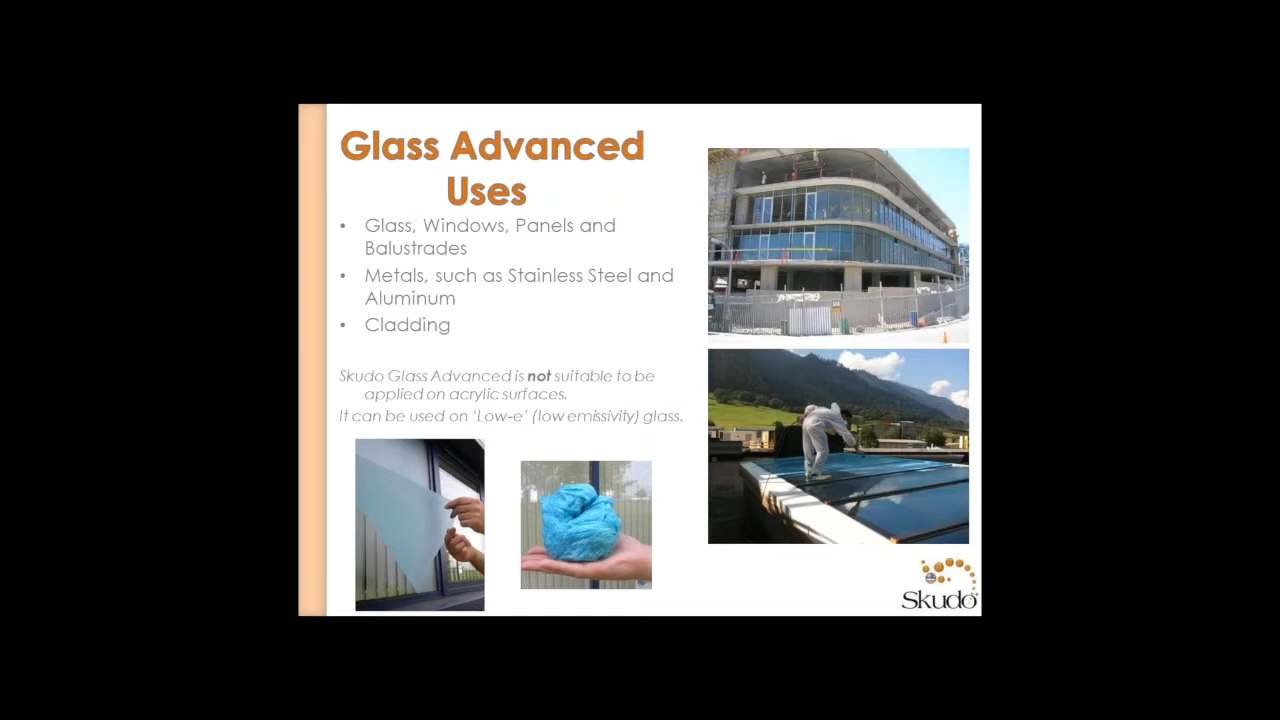 Glass Advanced
Uses
• Glass, Windows, Panels and
Balustrades
• Metals, such as Stainless Steel and
Aluminum
• Cladding
Skudo Glass Advanced is not suitable to be
applied on acrylic surfaces.
It can be used on ‘Low-e’ (low emissivity) glass.
Skudo